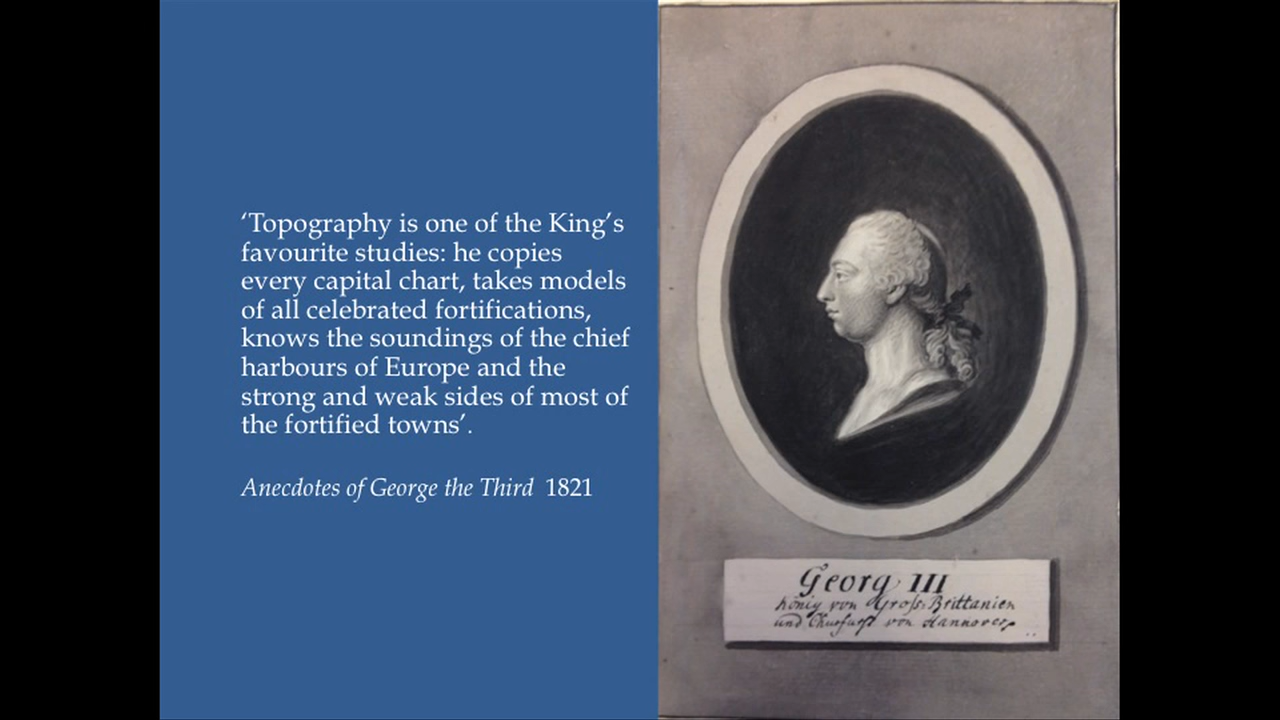 ‘Topography is one of the King’s
favourite studies: he copies
every capital chart, takes models
of all celebrated fortifications,
knows the soundings of the chief
harbours of Europe and the
strong and weak sides of most of
the fortified towns’.
Anecdotes of George the Third 1821
Georg III
König von Groß-Brittanien
und Churfurst von Hannover